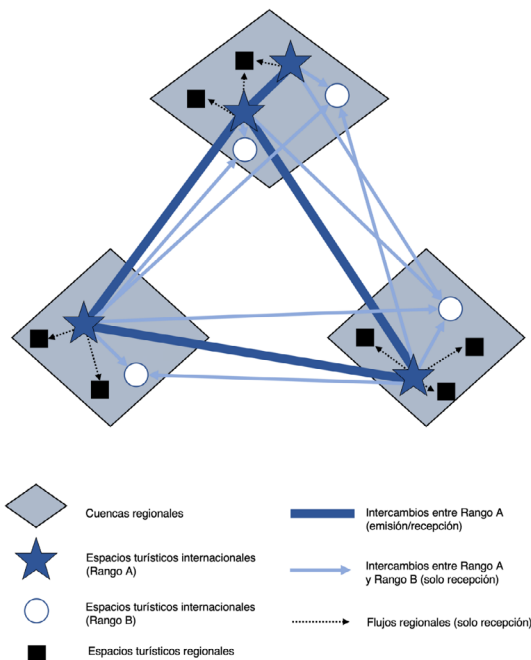 Cuencas regionales
Intercambios entre Rango A
(emisión/recepción)
Espacios turísticos internacionales
(Rango A)
Intercambios entre Rango A
y Rango B (solo recepción)
Espacios turísticos internacionales
(Rango B)
Flujos regionales (solo recepción)
Espacios turísticos regionales